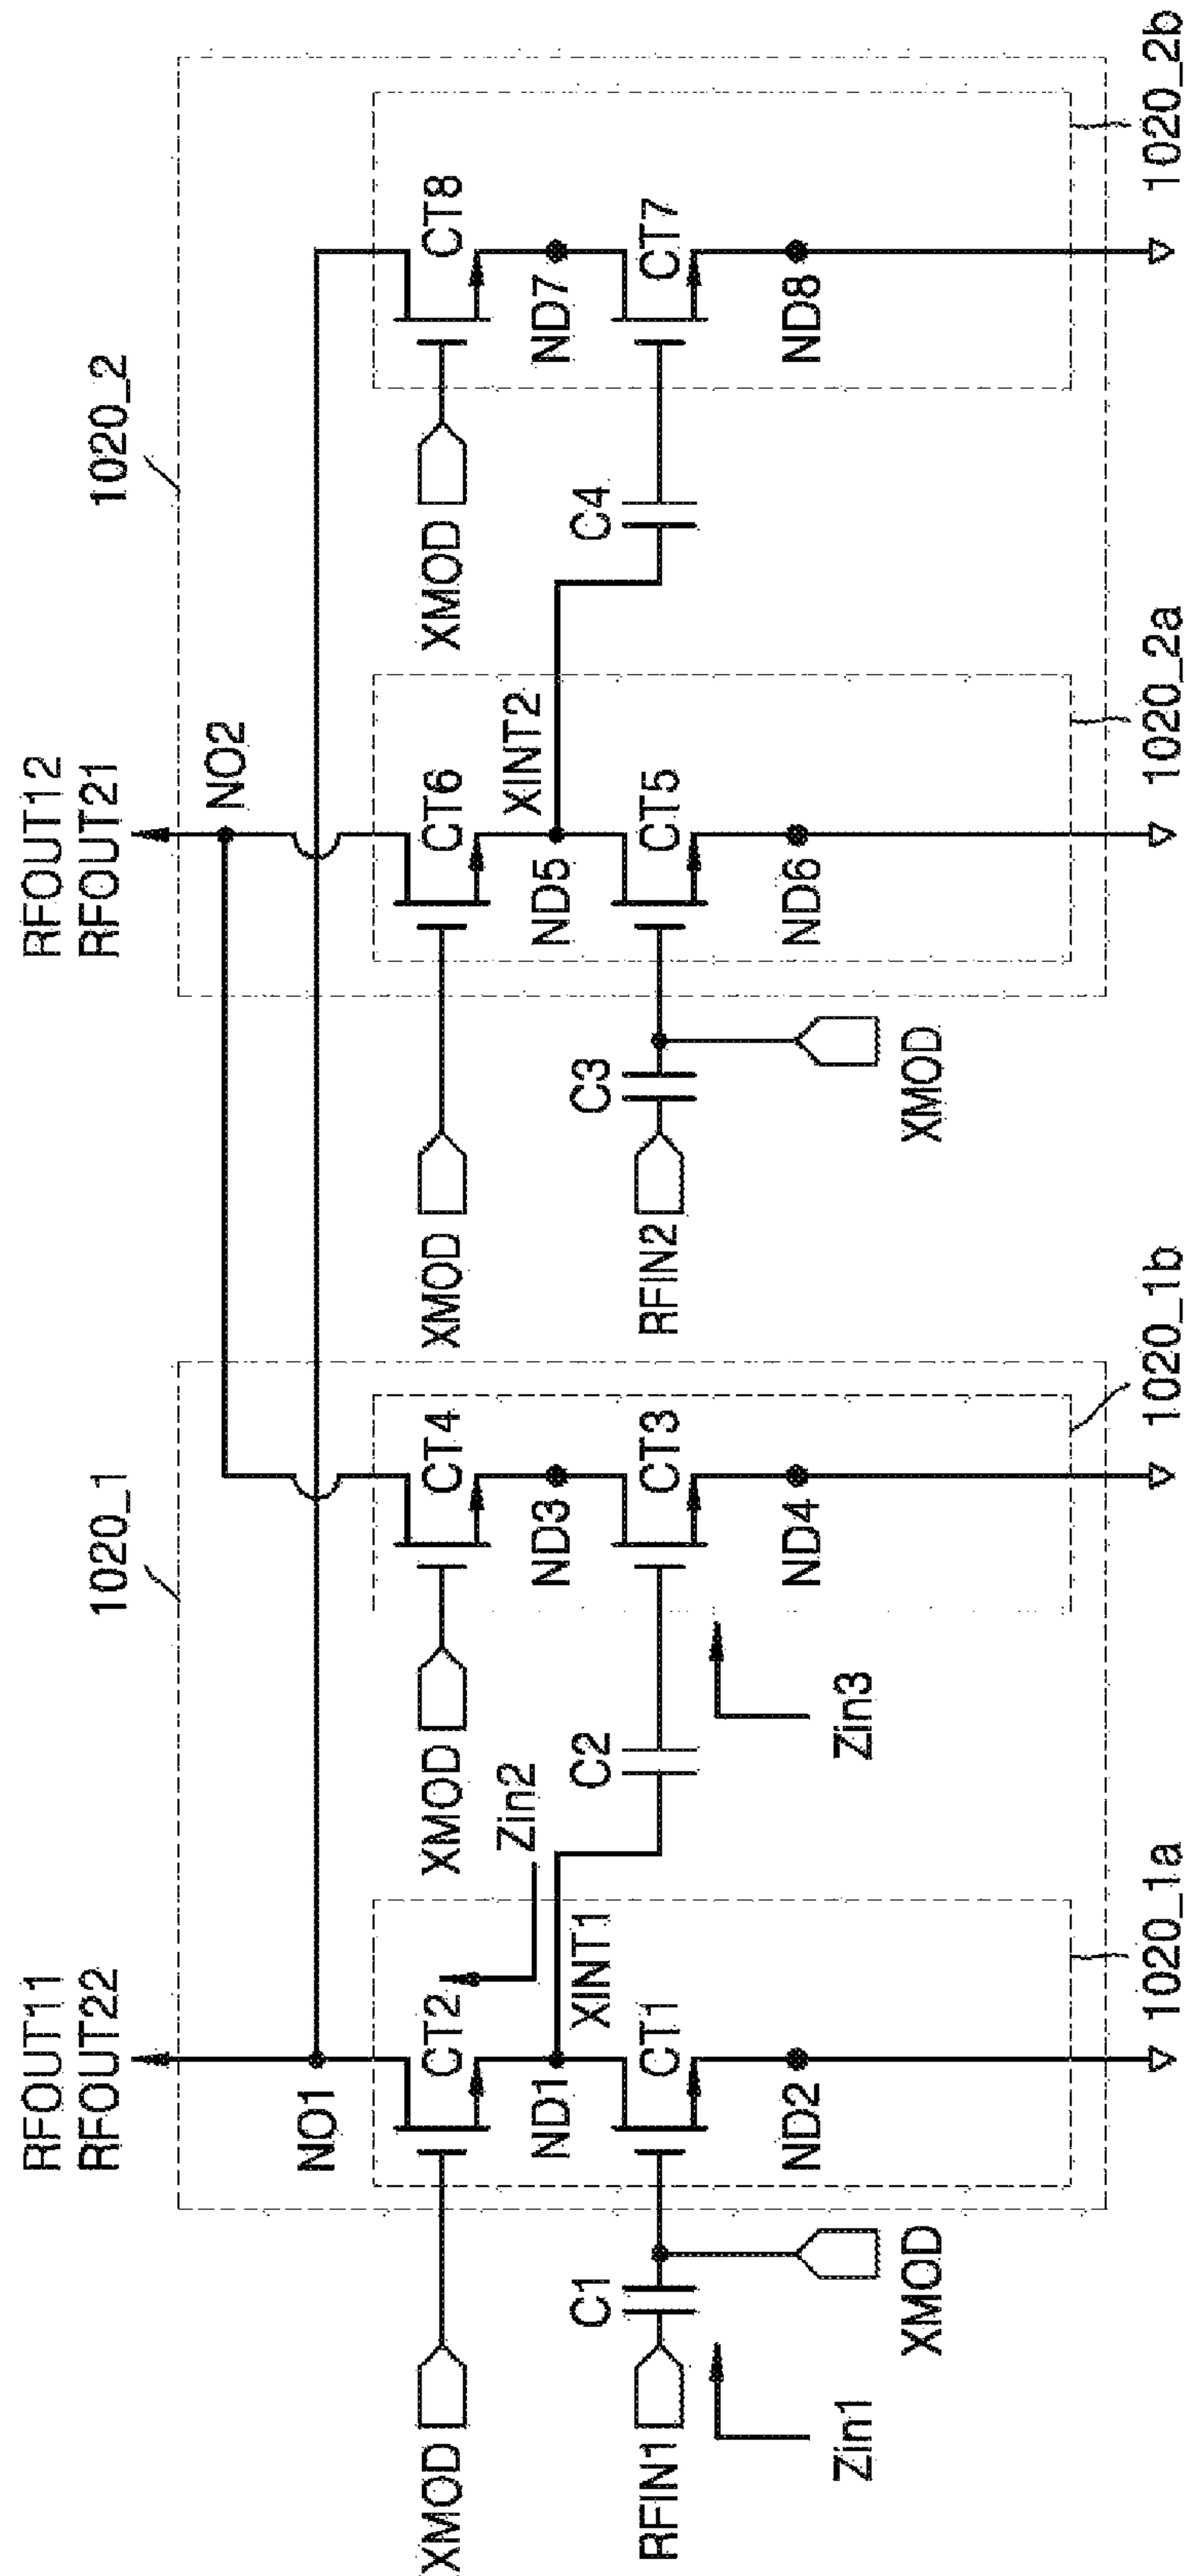 RFOUT11
RFOUT22
RFOUT12
RFOUT21
1020_1
1020_2
NO2
NO1
XMOD
CT2
Zin2
XMOD
CT4
XMOD
CT6
XMOD
CT8
ND1
XINT1
ND3
ND5
XINT2
ND7
RFIN1
C1
CT1
C2
CT3
RFIN2
C3
CT5
C4
CT7
Zin1
XMOD
ND2
Zin3
ND4
XMOD
ND6
ND8
1020_1a
1020_1b
1020_2a
1020_2b